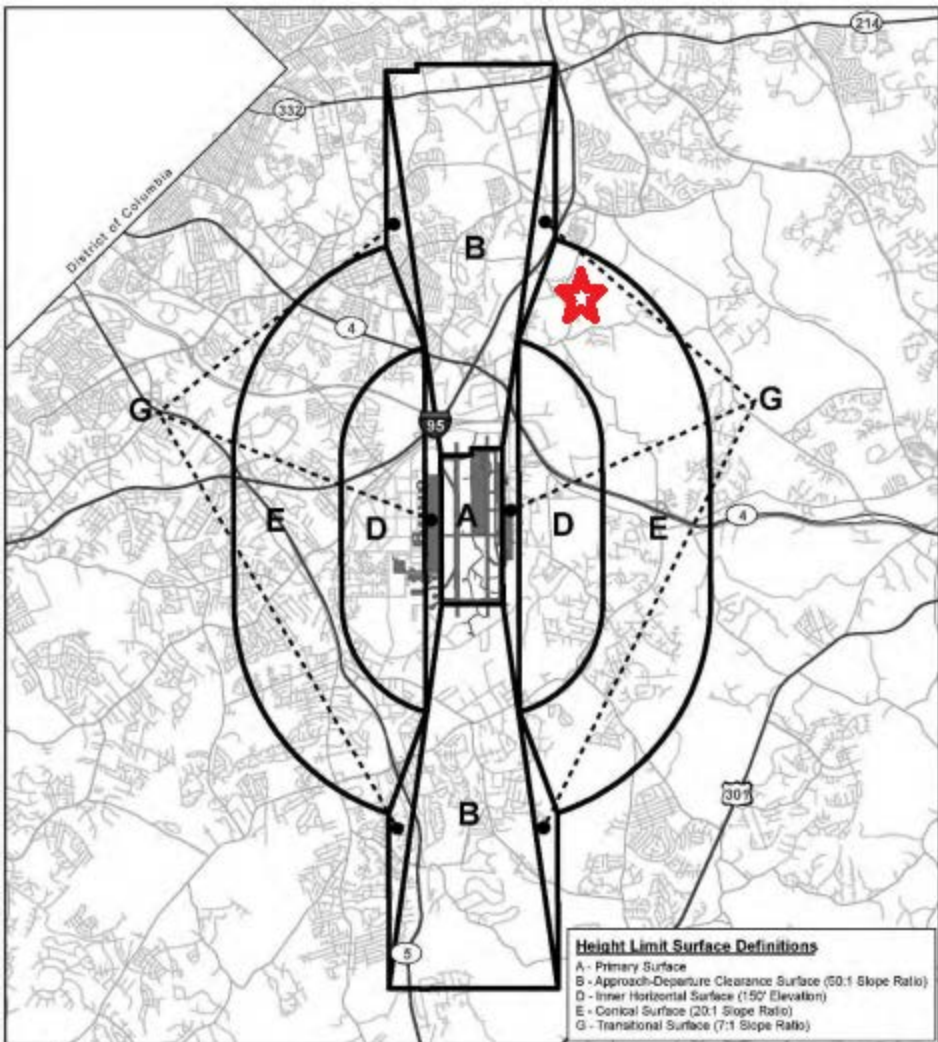 214
332
District of Columbia
B
4
G
G
95
E
D
A
D
E
4
B
301
5
Height Limit Surface Definitions
A - Primary Surface
B - Approach-Departure Clearance Surface (50:1 Slope Ratio)
D - Inner Horizontal Surface (150' Elevation)
E - Conical Surface (20:1 Slope Ratio)
G - Transitional Surface (7:1 Slope Ratio)